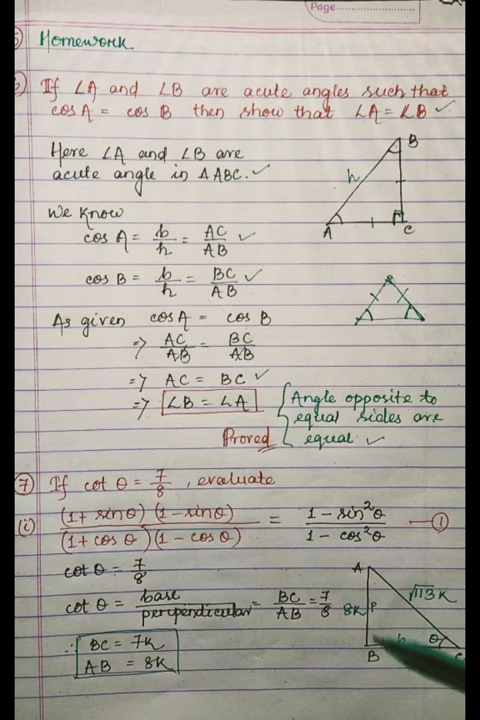 Page
Homework
If ∠A and ∠B are acute angles such that
cos A = cos B then show that ∠A = ∠B ✓
Here ∠A and ∠B are
acute angle in △ABC. ✓
We know
cos A = b/h = AC/AB ✓
cos B = b/h = BC/AB ✓
As given cos A = cos B
=> AC/AB = BC/AB
=> AC = BC ✓
=> ∠B = ∠A
{Angle opposite to
equal sides are
equal ✓
Proved
B
h
A
C
⑦ If cot θ = 7/8, evaluate
(i) (1 + sin θ) (1 - sin θ)/(1 + cos θ) (1 - cos θ) = 1 - sin²θ/1 - cos²θ —①
cot θ = 7/8
cot θ = base/perpendicular = BC/AB = 7/8
∴ BC = 7K
AB = 8K
A
√113 K
8K P
θ
B
C